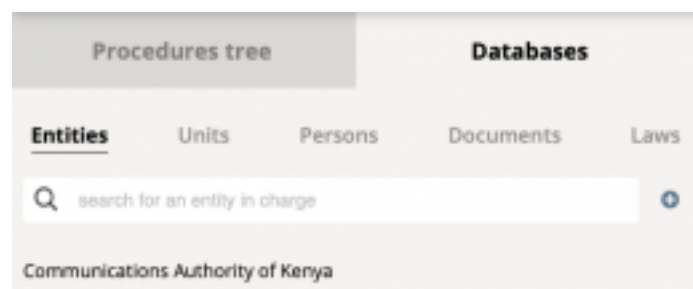 Procedures tree Databases
Entities Units Persons Documents Laws
search for an entity in charge
Communications Authority of Kenya